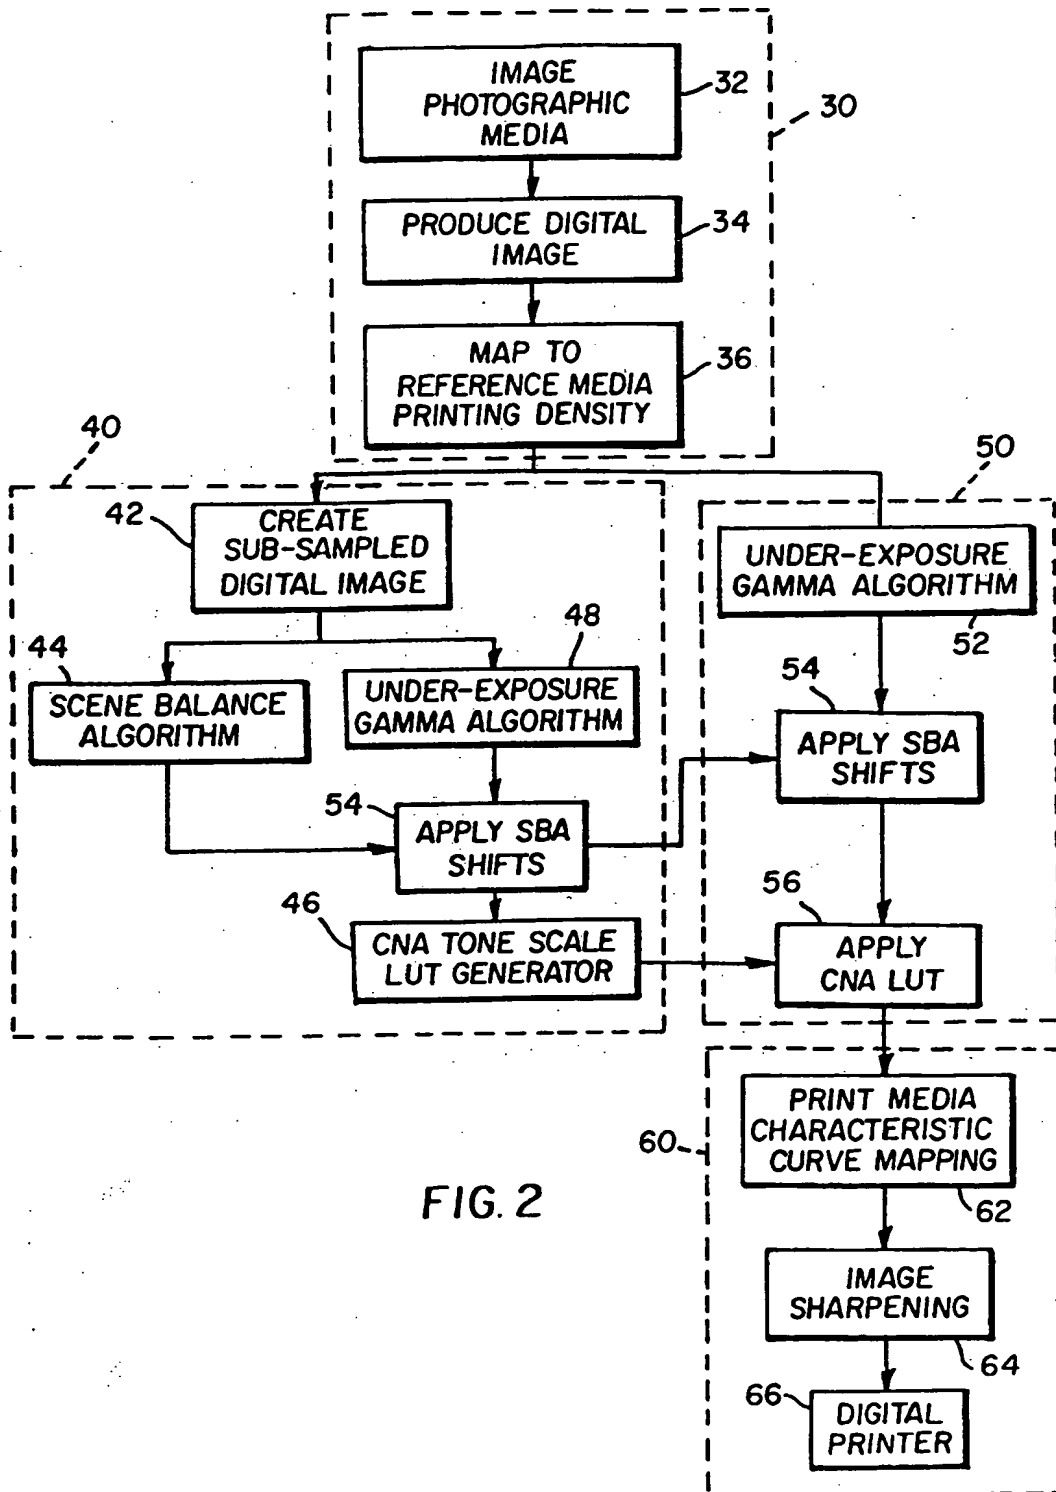 IMAGE
PHOTOGRAPHIC
MEDIA
32
30
PRODUCE DIGITAL
IMAGE
34
MAP TO
REFERENCE MEDIA
PRINTING DENSITY
36
40
50
42
CREATE
SUB-SAMPLED
DIGITAL IMAGE
UNDER-EXPOSURE
GAMMA ALGORITHM
52
44
SCENE BALANCE
ALGORITHM
48
UNDER-EXPOSURE
GAMMA ALGORITHM
54
APPLY SBA
SHIFTS
54
APPLY SBA
SHIFTS
46
CNA TONE SCALE
LUT GENERATOR
56
APPLY
CNA LUT
60
PRINT MEDIA
CHARACTERISTIC
CURVE MAPPING
62
FIG. 2
IMAGE
SHARPENING
64
66
DIGITAL
PRINTER